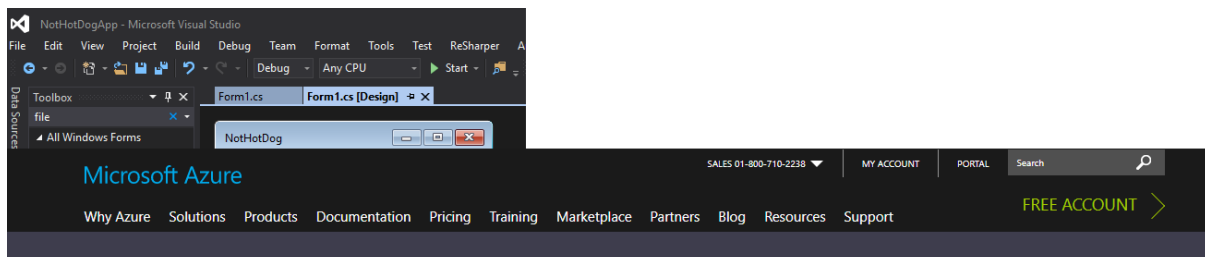 NotHotDogApp - Microsoft Visual Studio
File Edit View Project Build Debug Team Format Tools Test ReSharper A
Debug Any CPU Start
Data Sources
Toolbox Form1.cs Form1.cs [Design]
file
All Windows Forms NotHotDog
SALES 01-800-710-2238 MY ACCOUNT PORTAL Search
Microsoft Azure
FREE ACCOUNT
Why Azure Solutions Products Documentation Pricing Training Marketplace Partners Blog Resources Support